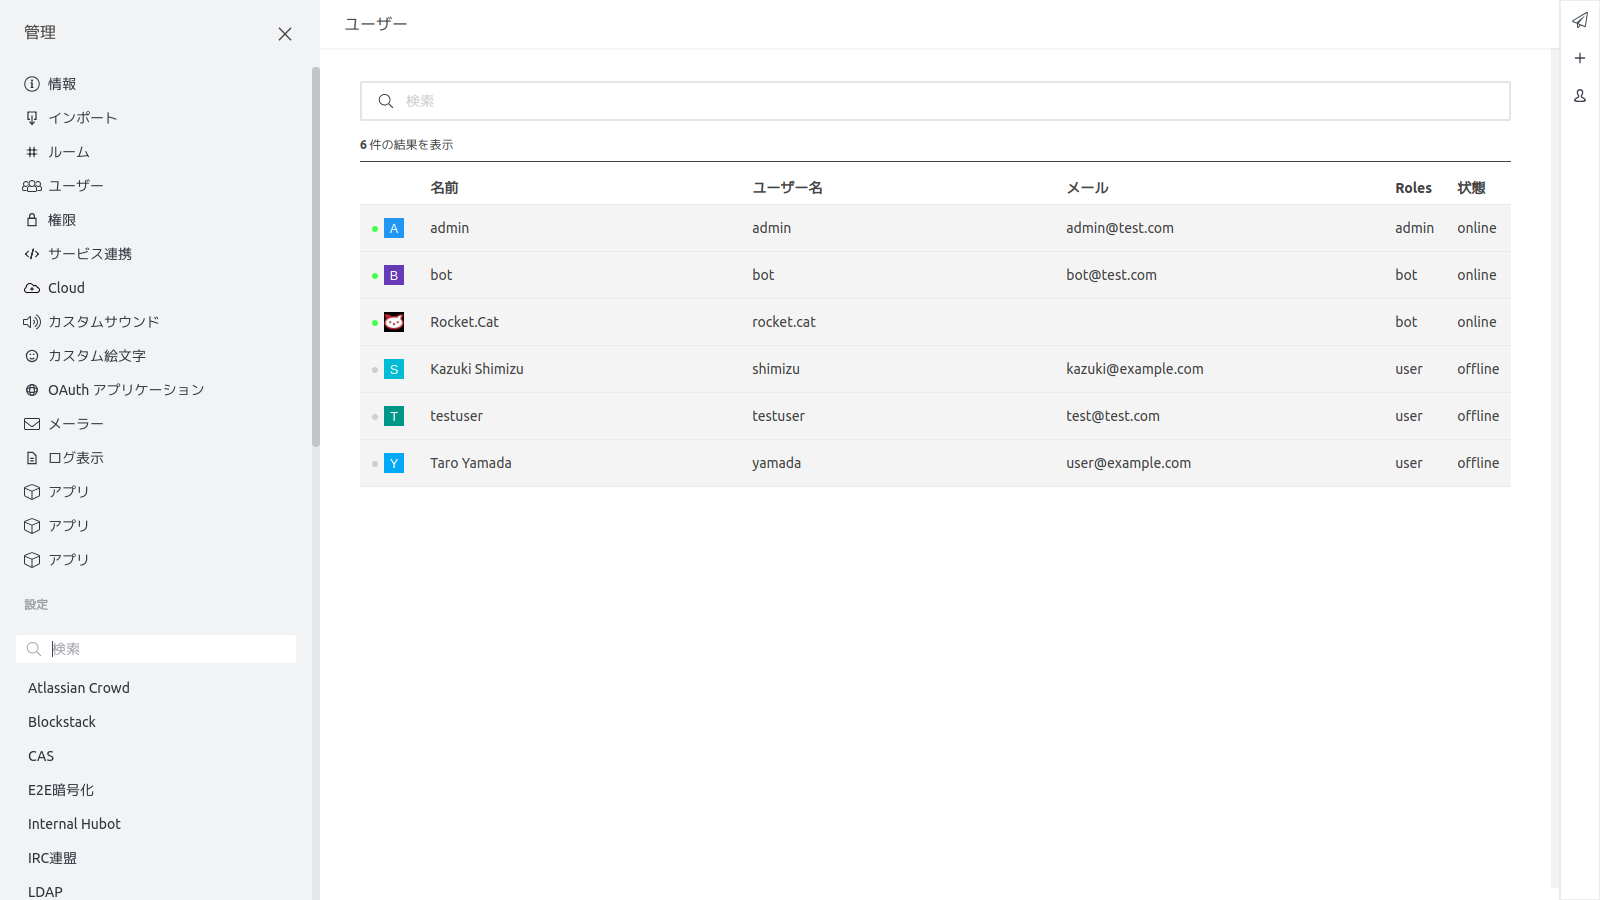 管理
情報
インポート
ルーム
ユーザー
権限
サービス連携
Cloud
カスタムサウンド
カスタム絵文字
OAuth アプリケーション
メーラー
ログ表示
アプリ
アプリ
アプリ
設定
検索
Atlassian Crowd
Blockstack
CAS
E2E暗号化
Internal Hubot
IRC連盟
LDAP
ユーザー
検索
6 件の結果を表示
名前 ユーザー名 メール Roles 状態
A admin admin admin@test.com admin online
B bot bot bot@test.com bot online
Rocket.Cat rocket.cat bot online
S Kazuki Shimizu shimizu kazuki@example.com user offline
T testuser testuser test@test.com user offline
Y Taro Yamada yamada user@example.com user offline